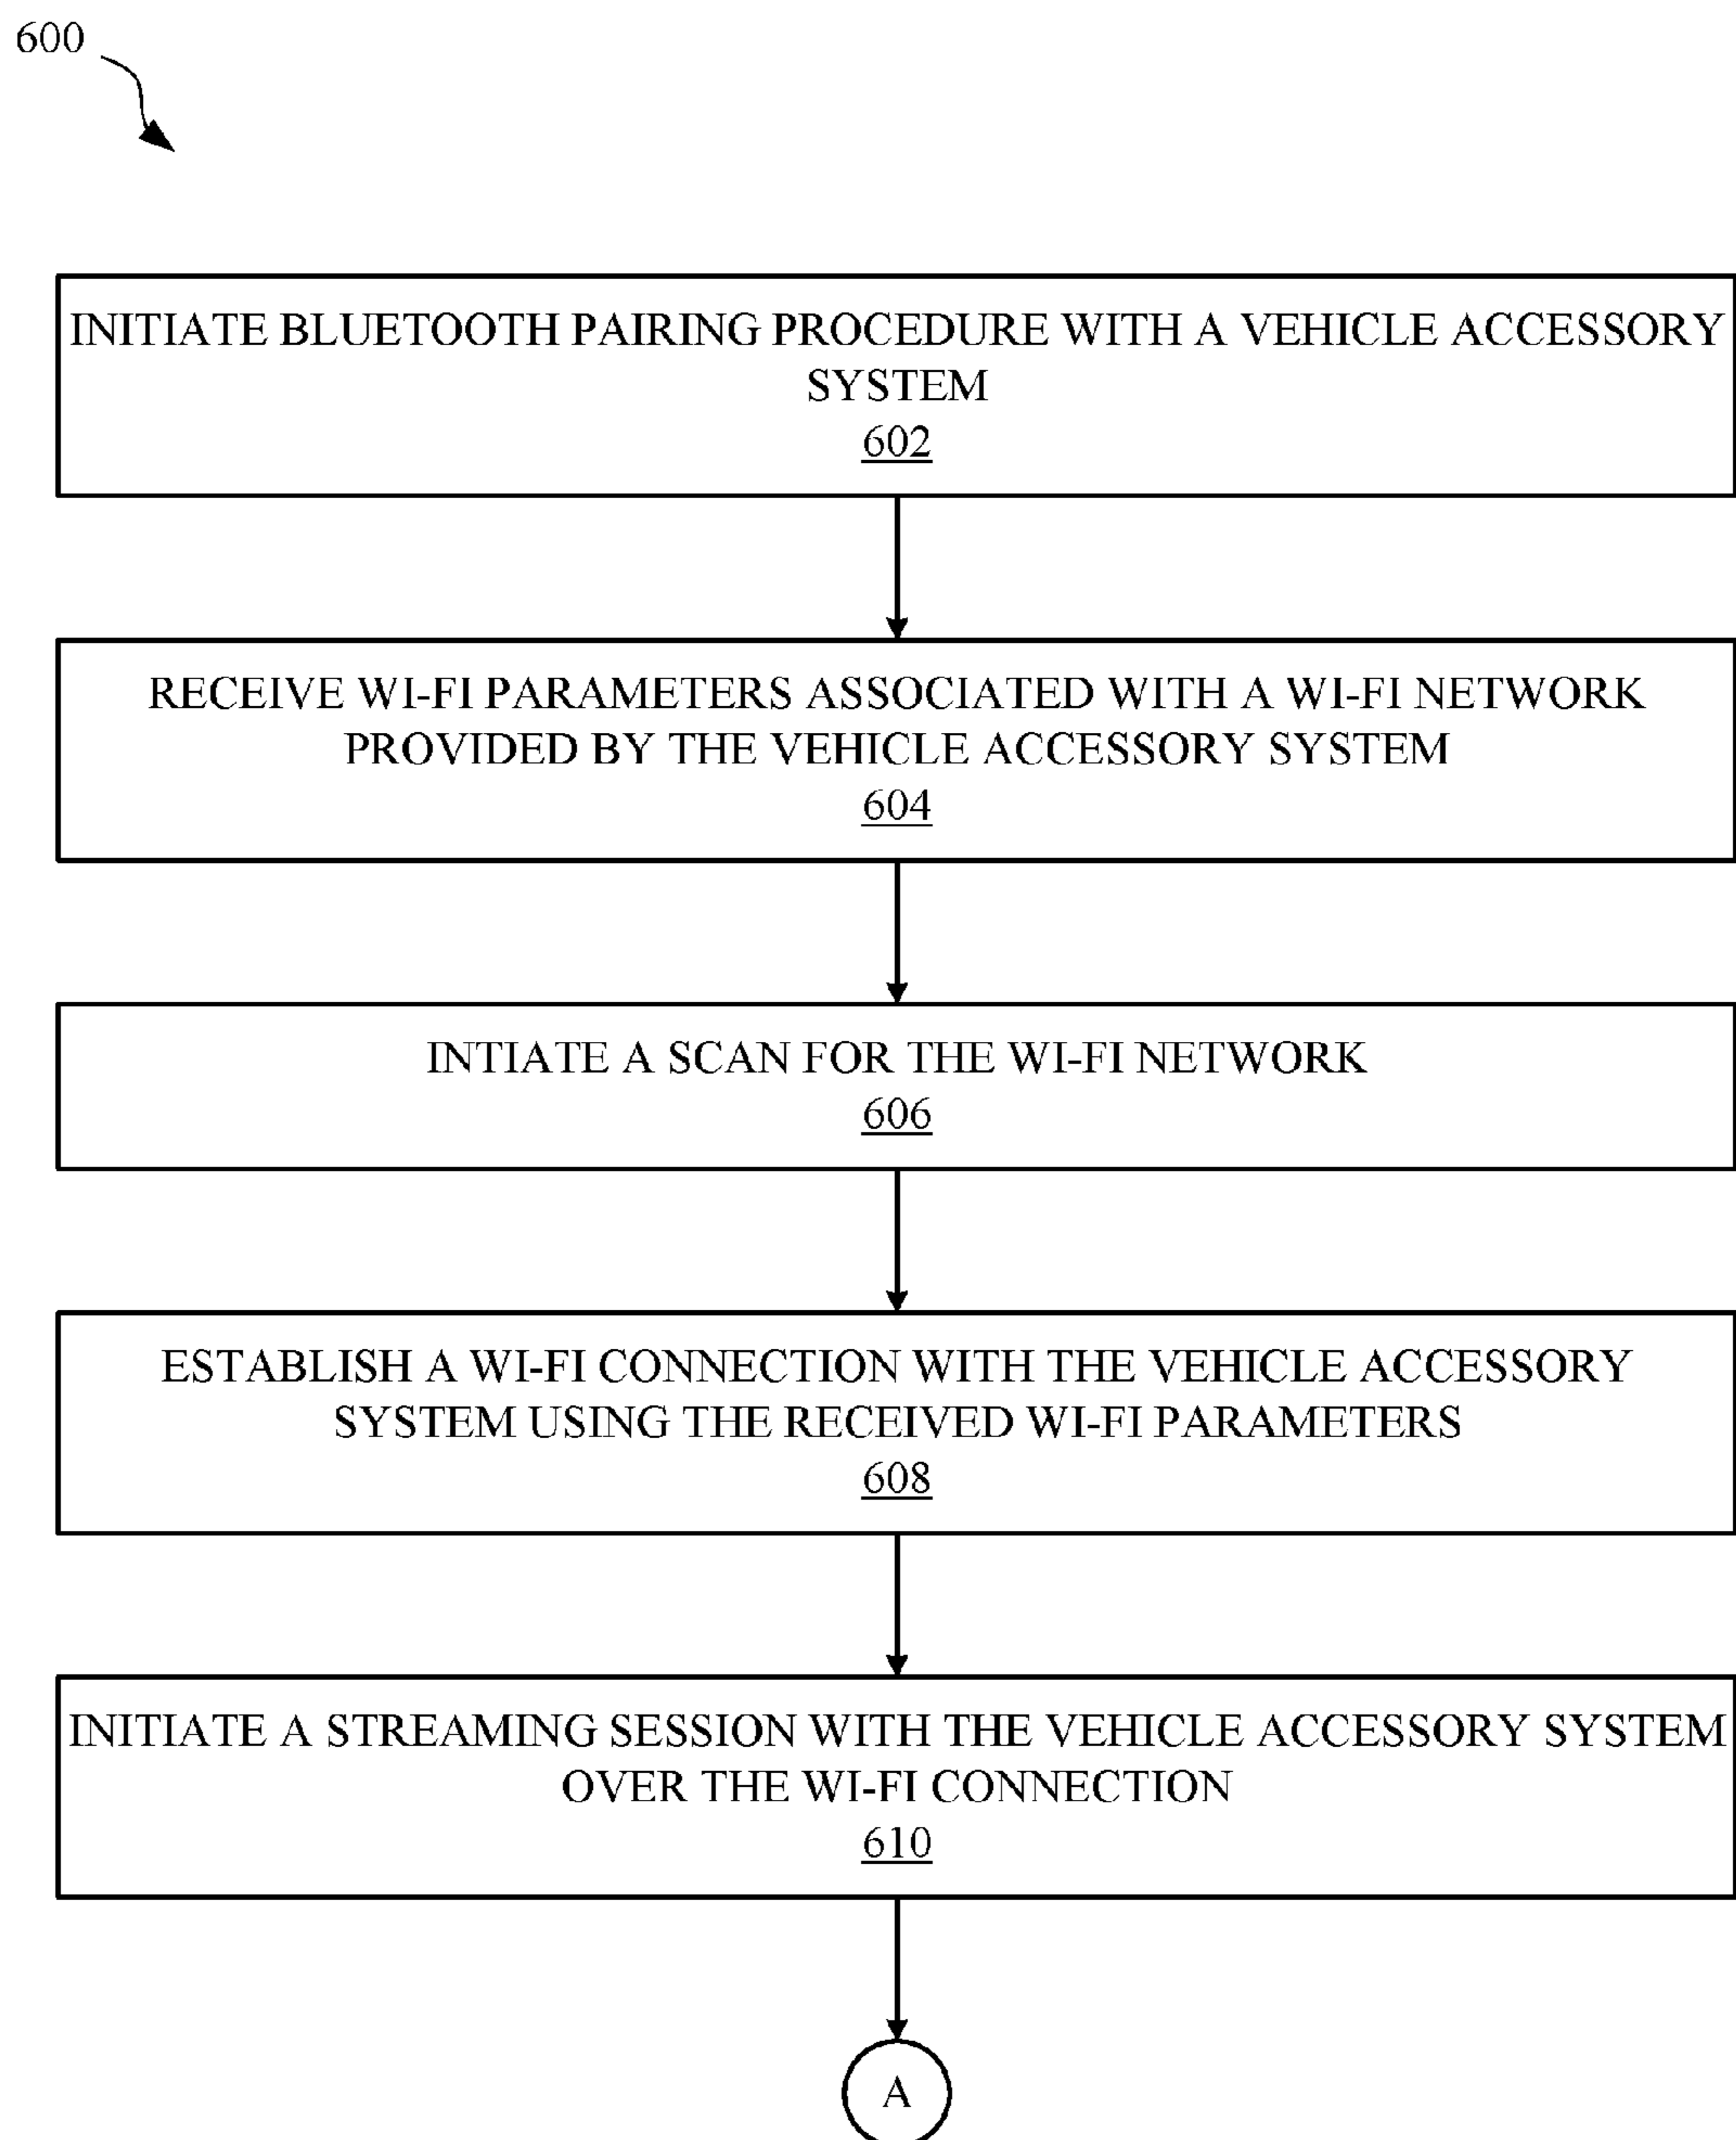 600
INITIATE BLUETOOTH PAIRING PROCEDURE WITH A VEHICLE ACCESSORY
SYSTEM
602
RECEIVE WI-FI PARAMETERS ASSOCIATED WITH A WI-FI NETWORK
PROVIDED BY THE VEHICLE ACCESSORY SYSTEM
604
INTIATE A SCAN FOR THE WI-FI NETWORK
606
ESTABLISH A WI-FI CONNECTION WITH THE VEHICLE ACCESSORY
SYSTEM USING THE RECEIVED WI-FI PARAMETERS
608
INITIATE A STREAMING SESSION WITH THE VEHICLE ACCESSORY SYSTEM
OVER THE WI-FI CONNECTION
610
A